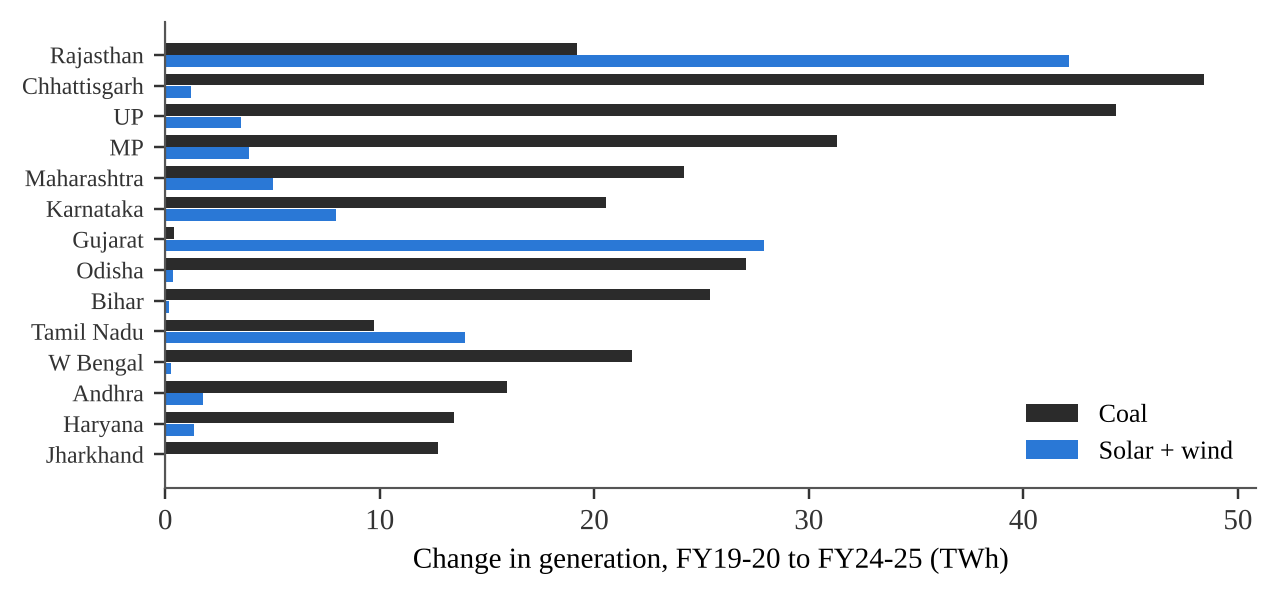 Rajasthan
Chhattisgarh
UP
MP
Maharashtra
Karnataka
Gujarat
Odisha
Bihar
Tamil Nadu
W Bengal
Andhra
Haryana
Jharkhand
Coal
Solar + wind
0 10 20 30 40 50
Change in generation, FY19-20 to FY24-25 (TWh)